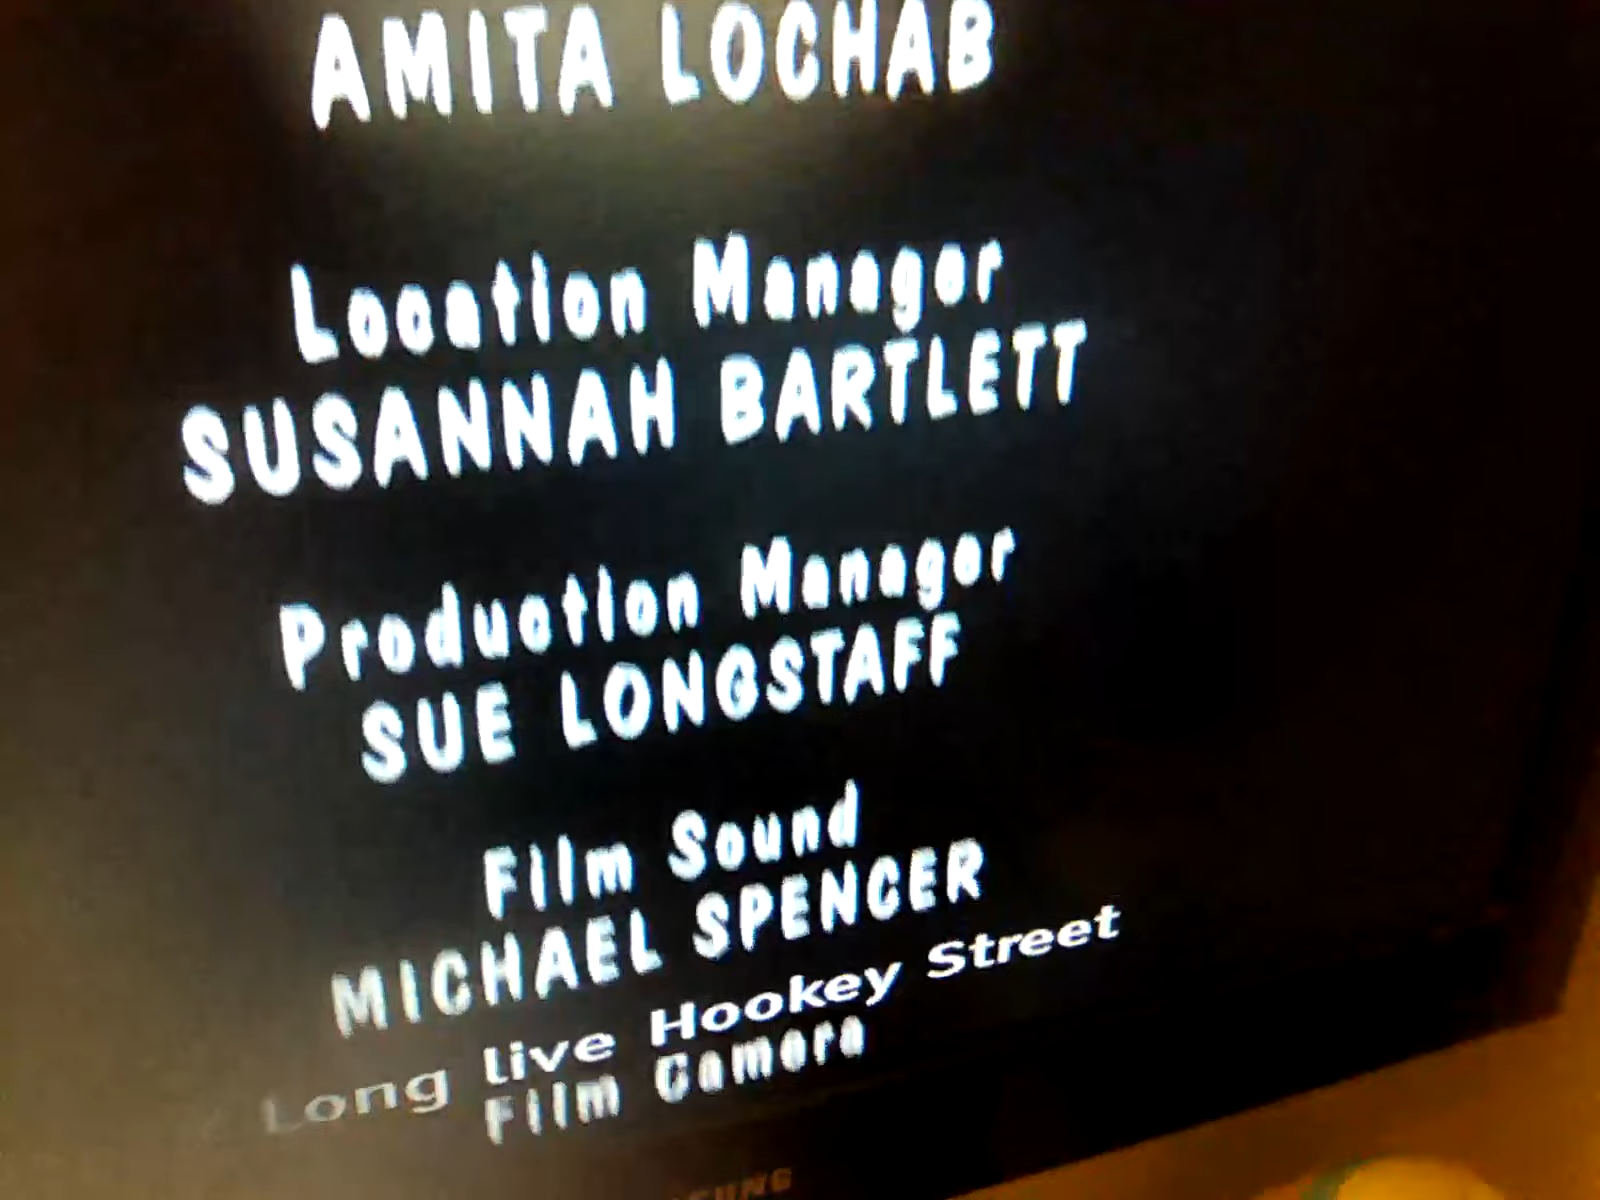 AMITA LOCHAB
Location Manager
SUSANNAH BARTLETT
Production Manager
SUE LONGSTAFF
Film Sound
MICHAEL SPENCER
Long live Hookey Street
Film Camera